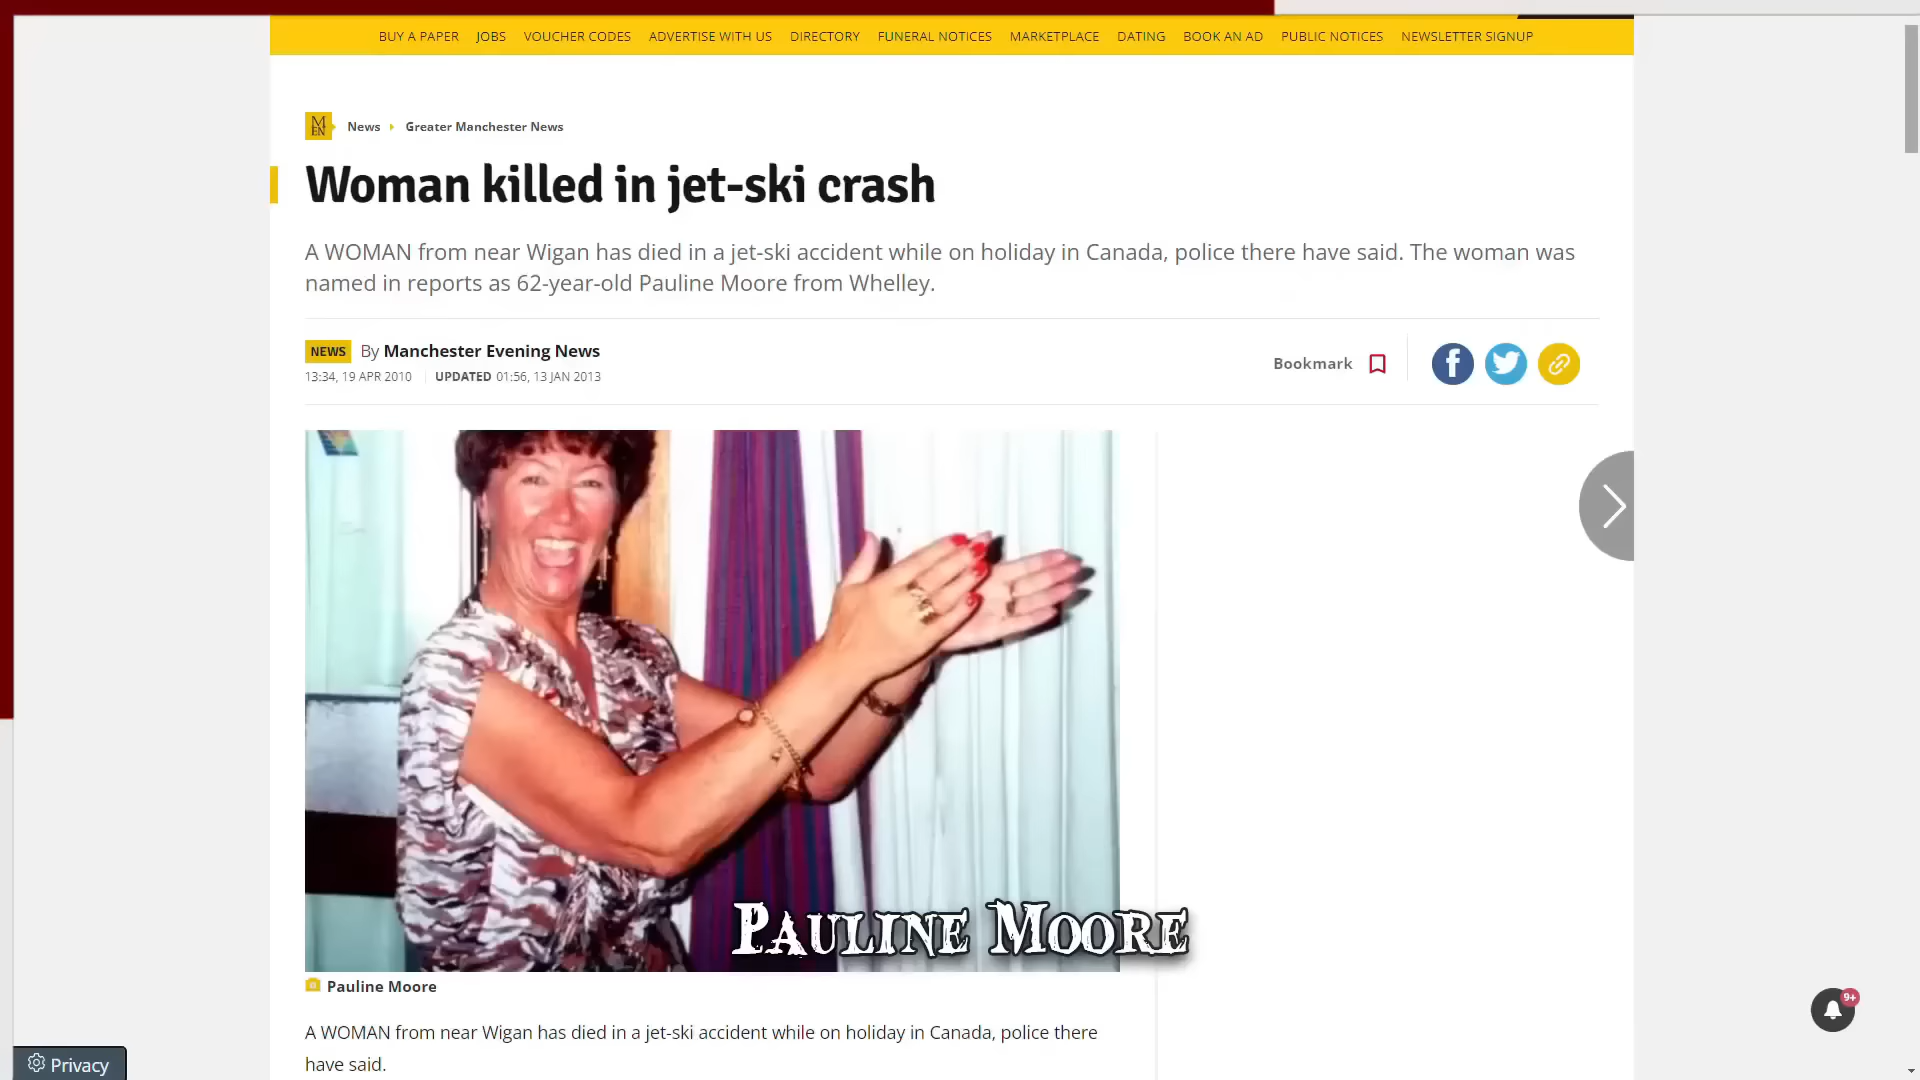 BUY A PAPER JOBS VOUCHER CODES ADVERTISE WITH US DIRECTORY FUNERAL NOTICES MARKETPLACE DATING BOOK AN AD PUBLIC NOTICES NEWSLETTER SIGNUP
MEN News Greater Manchester News
Woman killed in jet-ski crash
A WOMAN from near Wigan has died in a jet-ski accident while on holiday in Canada, police there have said. The woman was
named in reports as 62-year-old Pauline Moore from Whelley.
NEWS By Manchester Evening News
13:34, 19 APR 2010 UPDATED 01:56, 13 JAN 2013
Bookmark
PAULINE MOORE
Pauline Moore
9+
A WOMAN from near Wigan has died in a jet-ski accident while on holiday in Canada, police there
have said.
Privacy